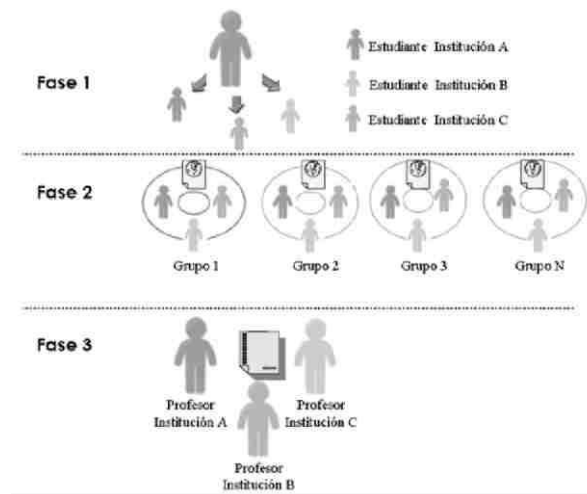 Fase 1
Estudiante Institución A
Estudiante Institución B
Estudiante Institución C
Fase 2
Grupo 1
Grupo 2
Grupo 3
Grupo N
Fase 3
Profesor
Institución A
Profesor
Institución C
Profesor
Institución B